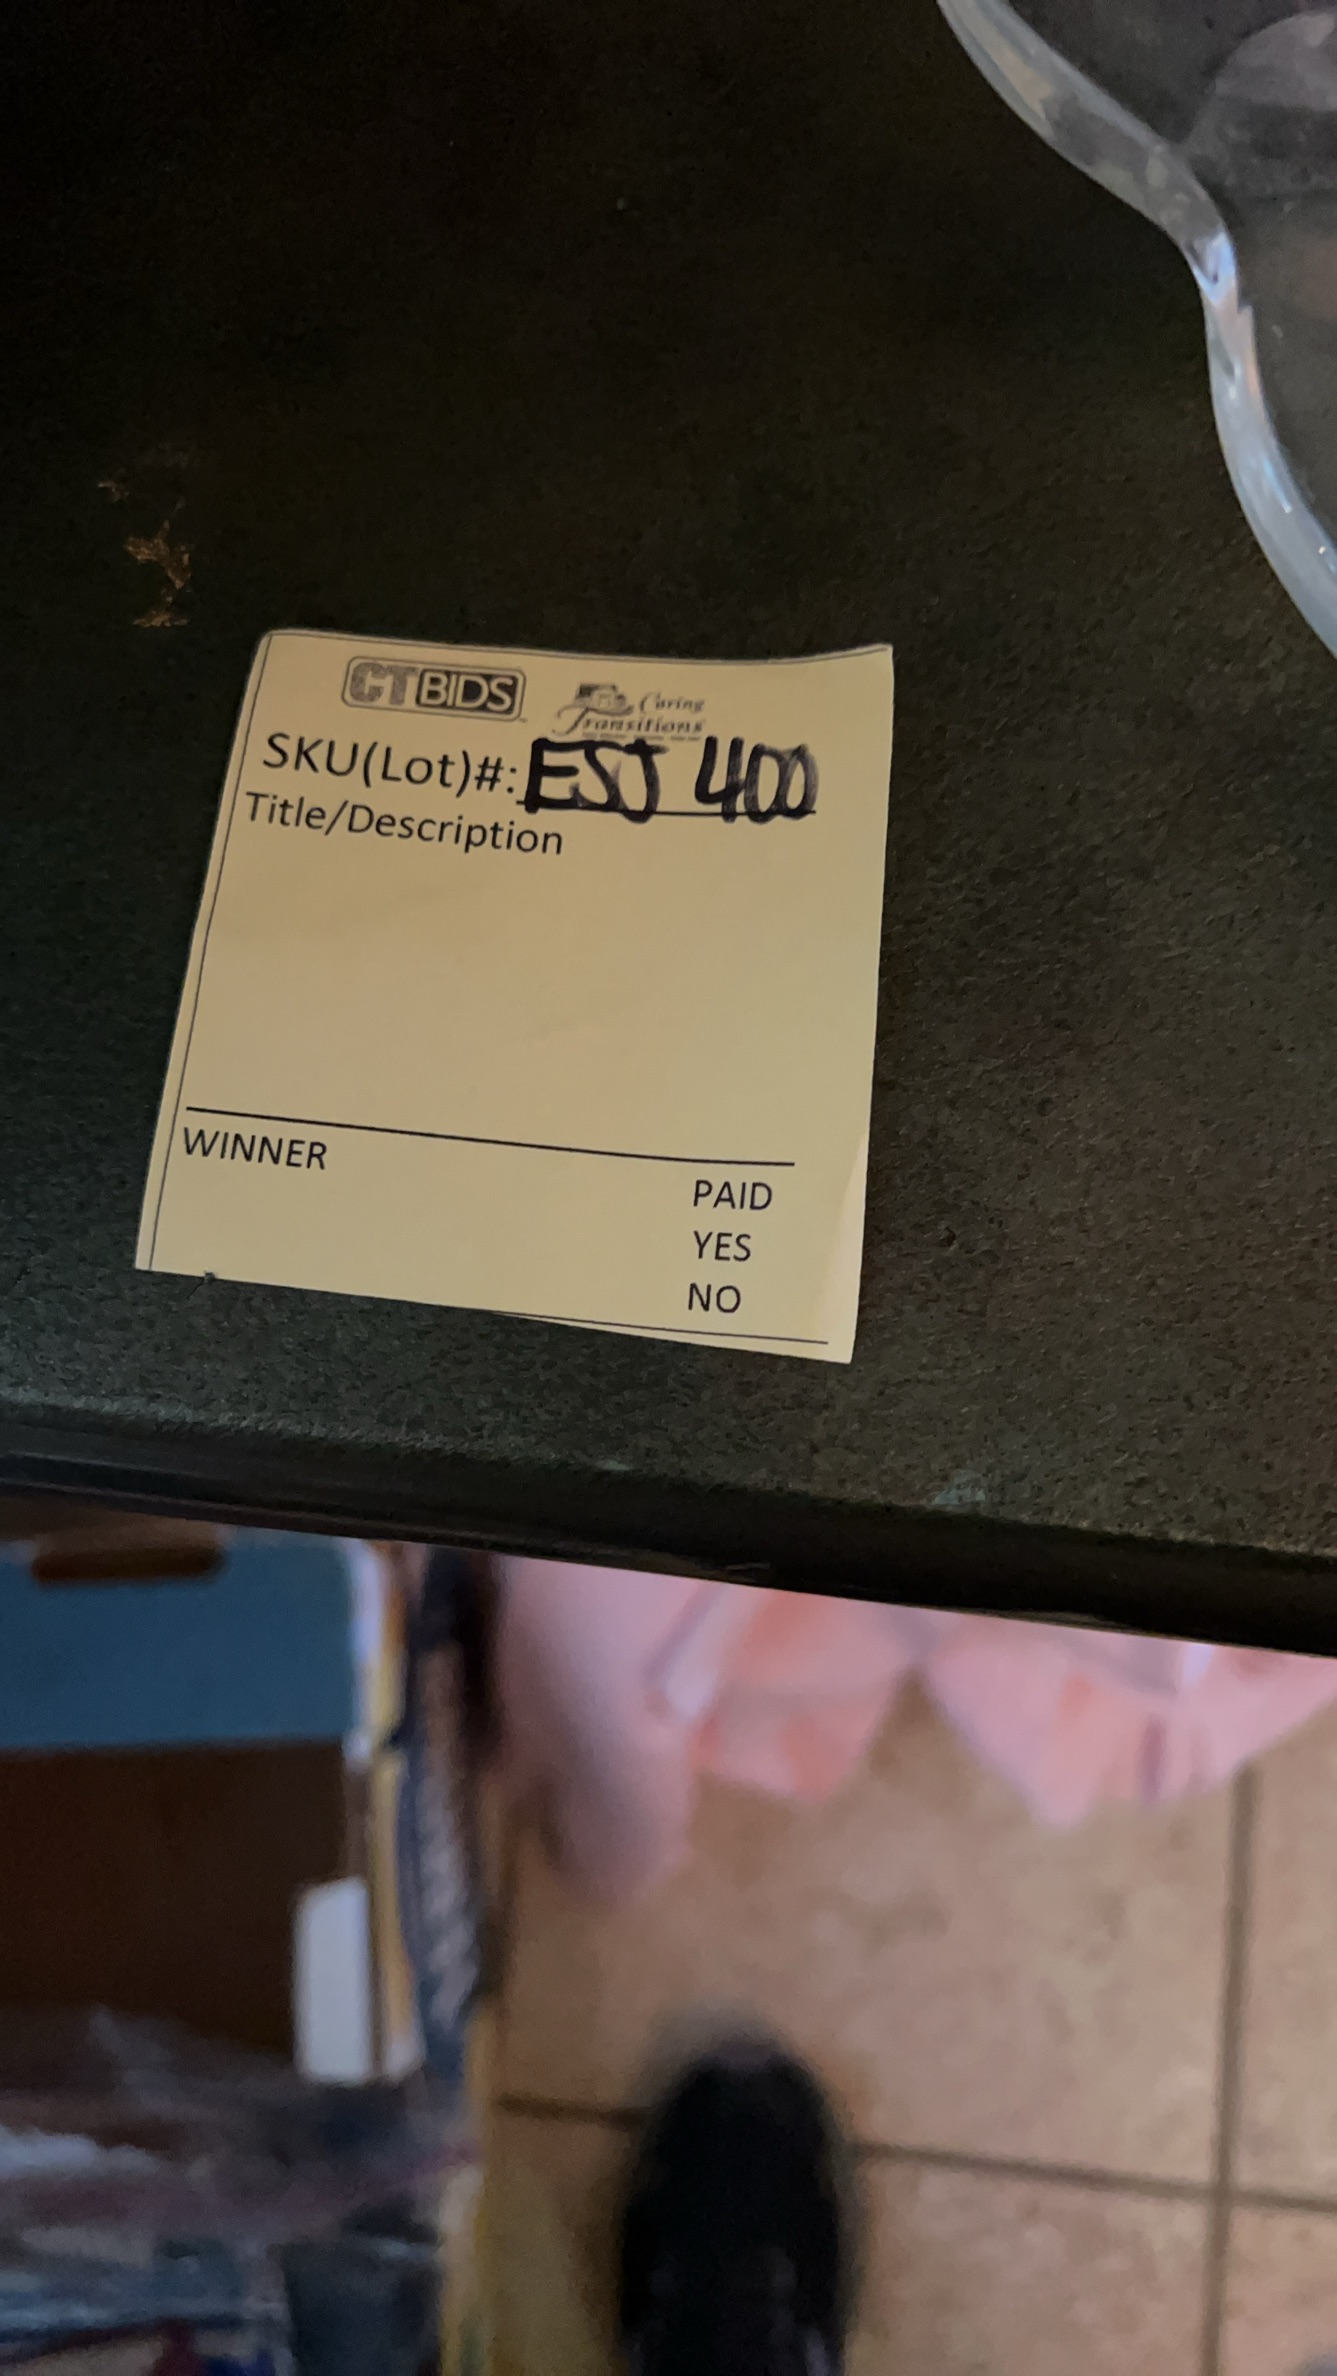 CTBIDS
Caring
Transitions
SKU(Lot)#: ESJ 400
Title/Description
WINNER
PAID
YES
NO